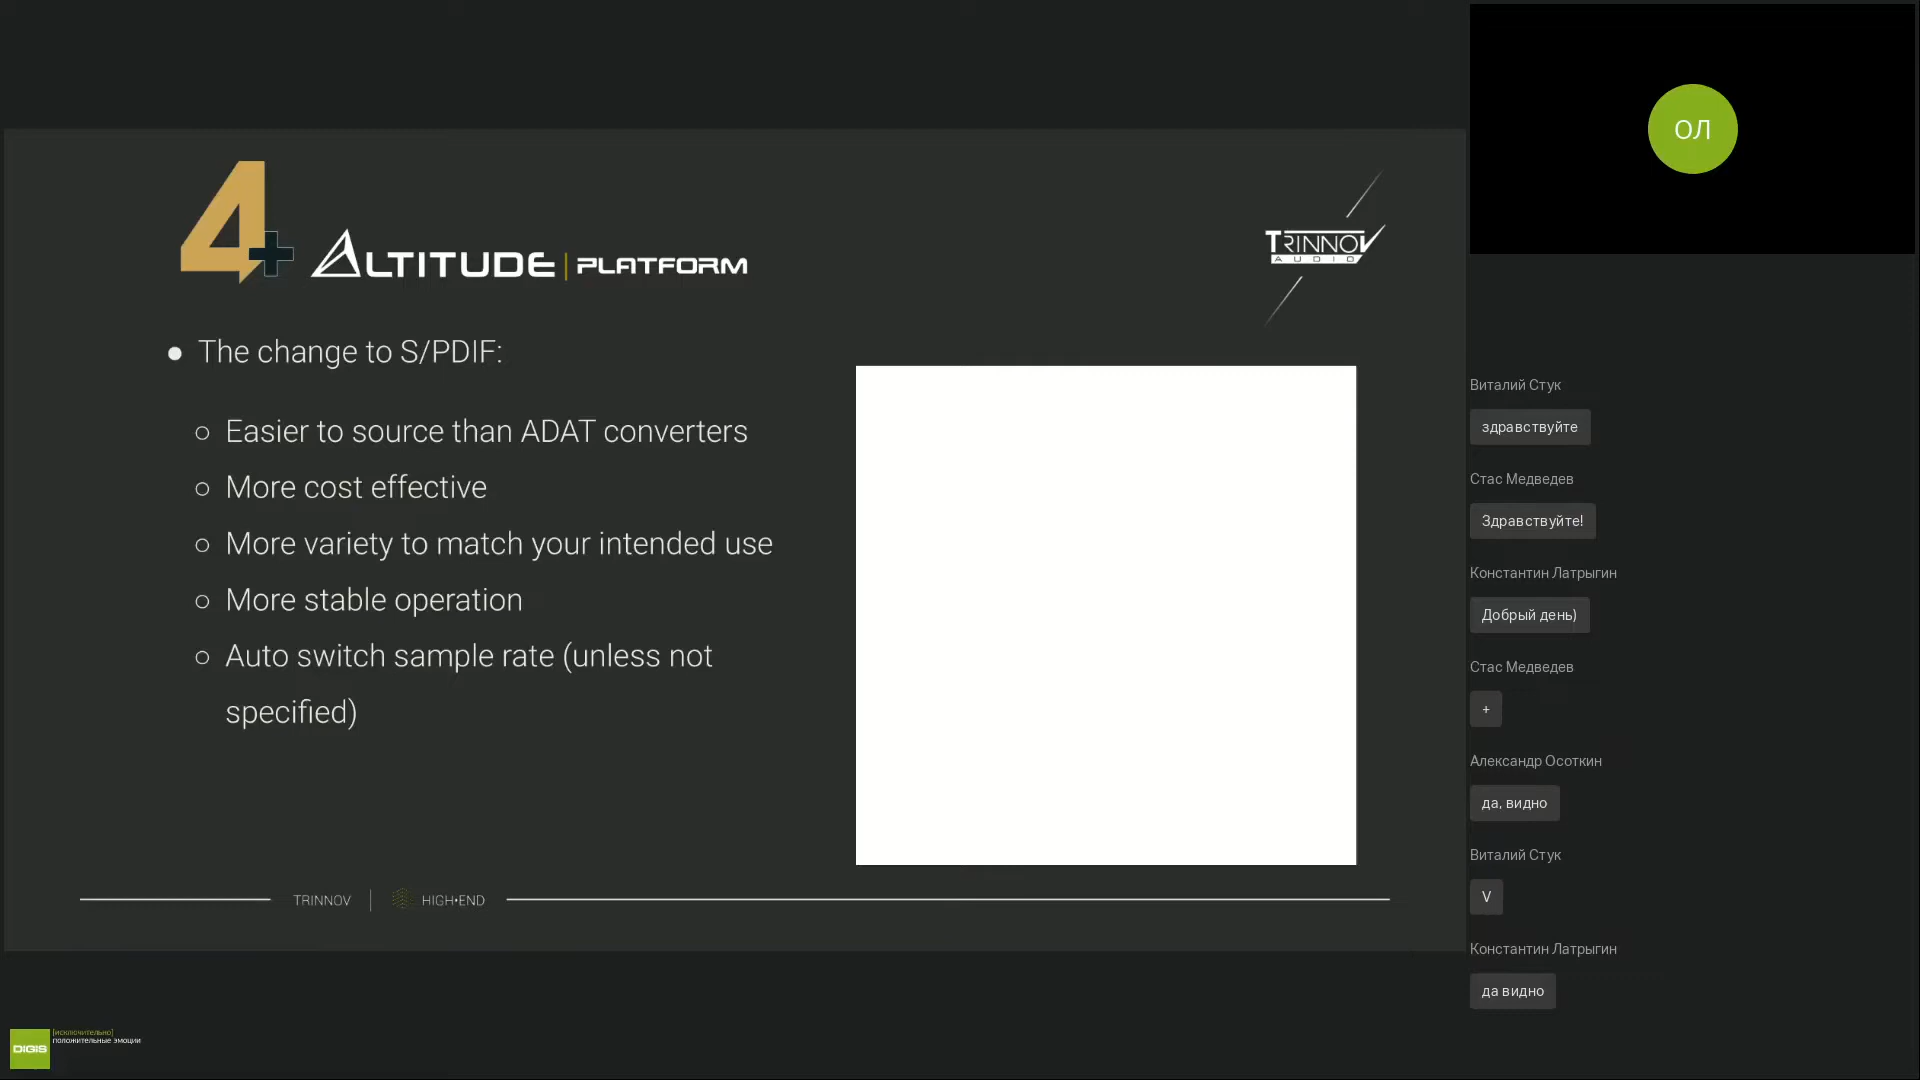 4+ ALTITUDE | PLATFORM
TRINNOV
AUDIO
● The change to S/PDIF:
○ Easier to source than ADAT converters
○ More cost effective
○ More variety to match your intended use
○ More stable operation
○ Auto switch sample rate (unless not
specified)
TRINNOV | HIGH•END
ОЛ
Виталий Стук
здравствуйте
Стас Медведев
Здравствуйте!
Константин Латрыгин
Добрый день)
Стас Медведев
+
Александр Осоткин
да, видно
Виталий Стук
V
Константин Латрыгин
да видно
DIGIS
[исключительно]
положительные эмоции